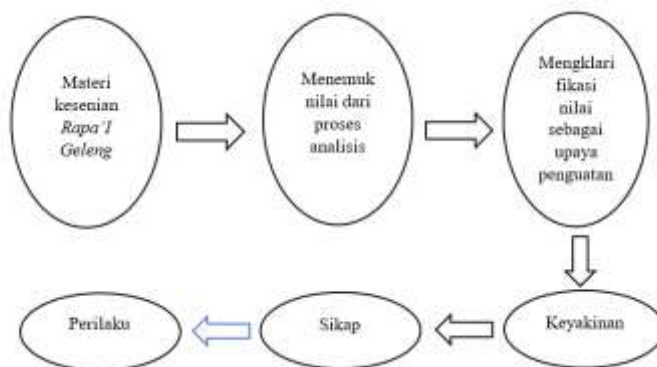 Materi
kesenian
Rapa'I
Geleng
Menemuk
nilai dari
proses
analisis
Mengklari
fikasi
nilai
sebagai
upaya
penguatan
Keyakinan
Sikap
Perilaku